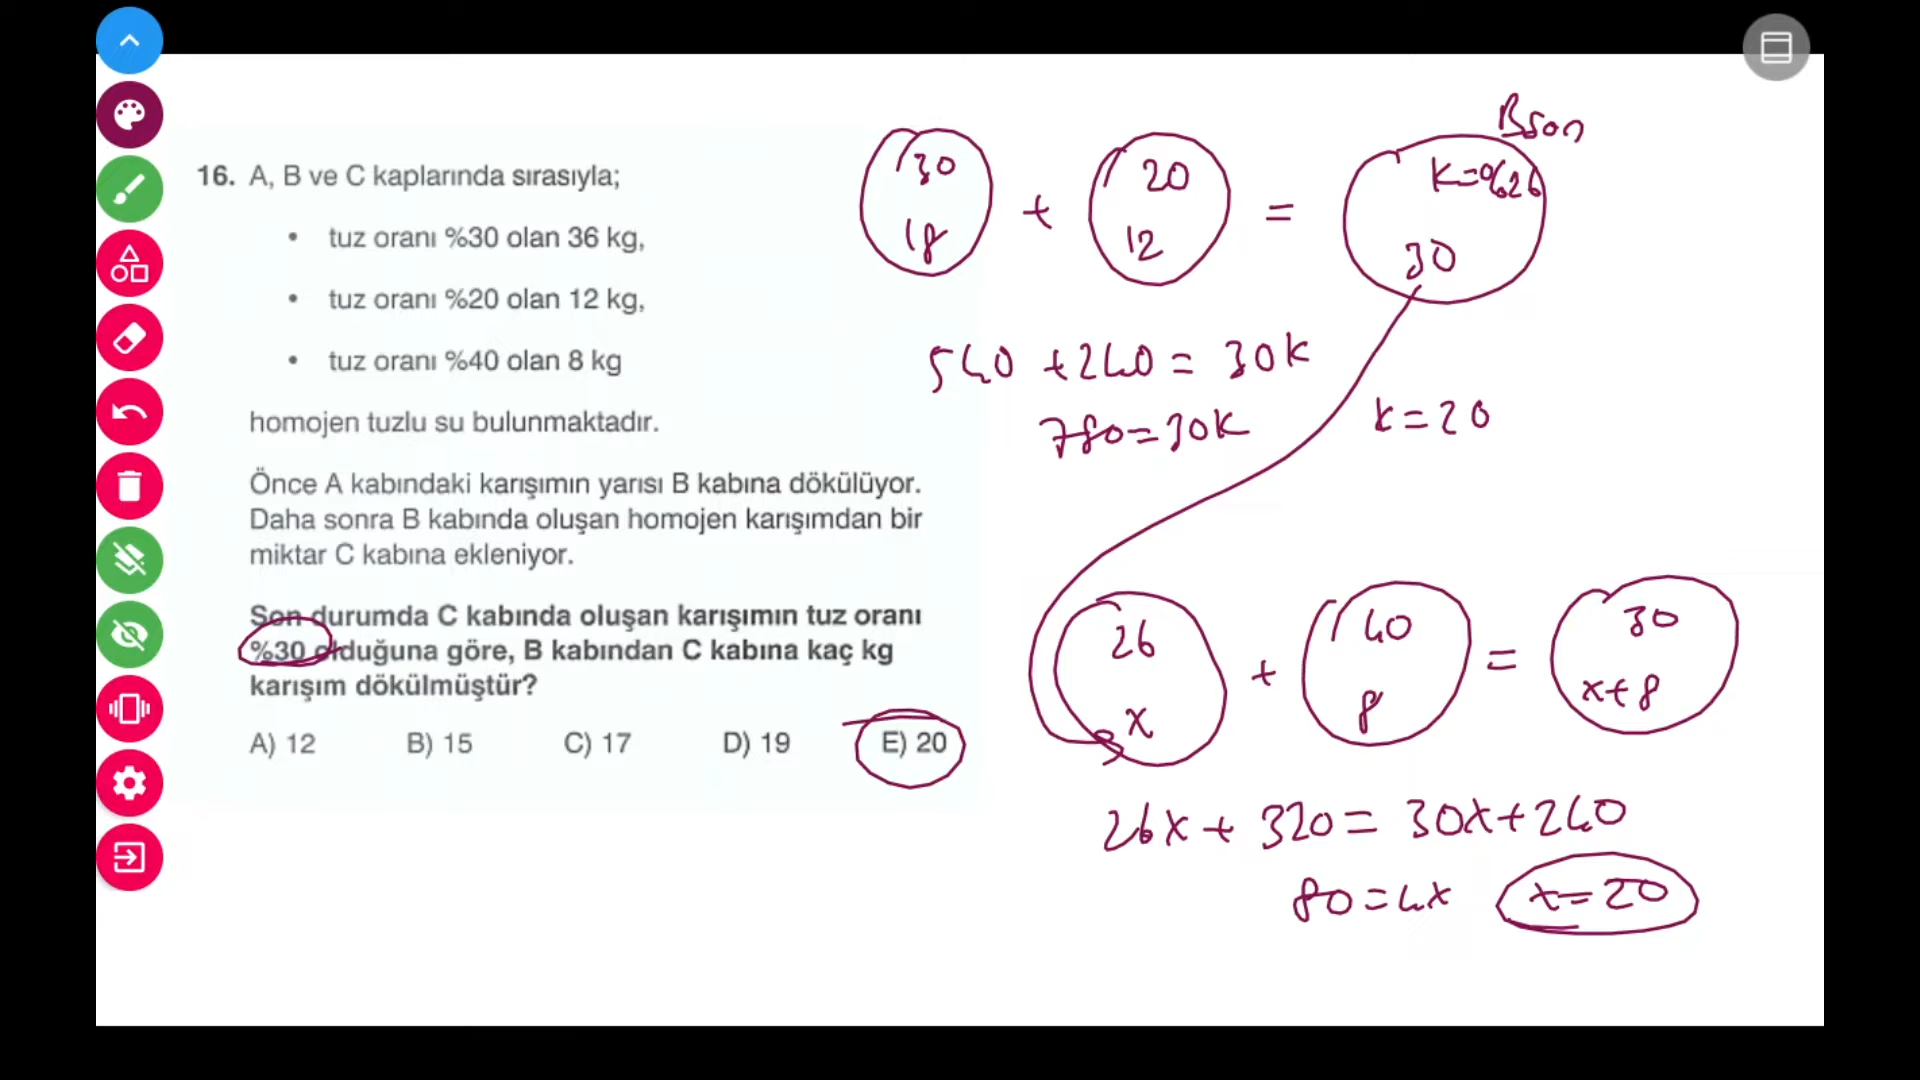 16. A, B ve C kaplarında sırasıyla;
• tuz oranı %30 olan 36 kg,
• tuz oranı %20 olan 12 kg,
• tuz oranı %40 olan 8 kg
homojen tuzlu su bulunmaktadır.
Önce A kabındaki karışımın yarısı B kabına dökülüyor.
Daha sonra B kabında oluşan homojen karışımdan bir
miktar C kabına ekleniyor.
Son durumda C kabında oluşan karışımın tuz oranı
%30 olduğuna göre, B kabından C kabına kaç kg
karışım dökülmüştür?
A) 12 B) 15 C) 17 D) 19 E) 20
Bson
30 20 K=%26
18 + 12 = 30
540 + 240 = 30K
780=30K
K=20
26 40 30
x + 8 = x+8
26x + 320 = 30x+240
80=4x x=20